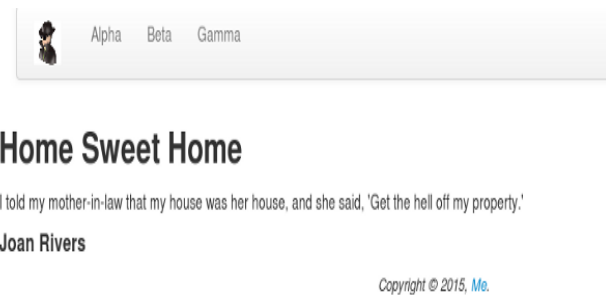 Alpha Beta Gamma
Home Sweet Home
I told my mother-in-law that my house was her house, and she said, 'Get the hell off my property.'
Joan Rivers
Copyright © 2015, Me.